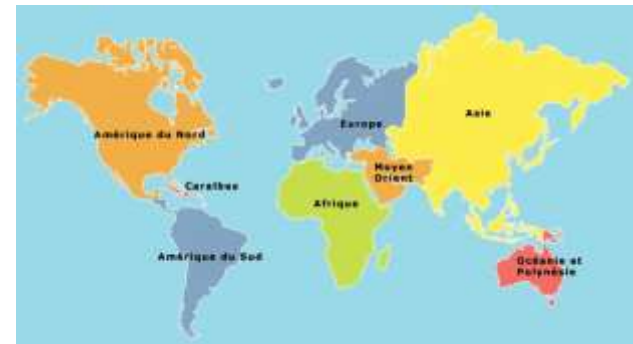 Amérique du Nord
Europe
Asie
Moyen
Orient
Caraïbes
Afrique
Amérique du Sud
Océanie et
Polynésie